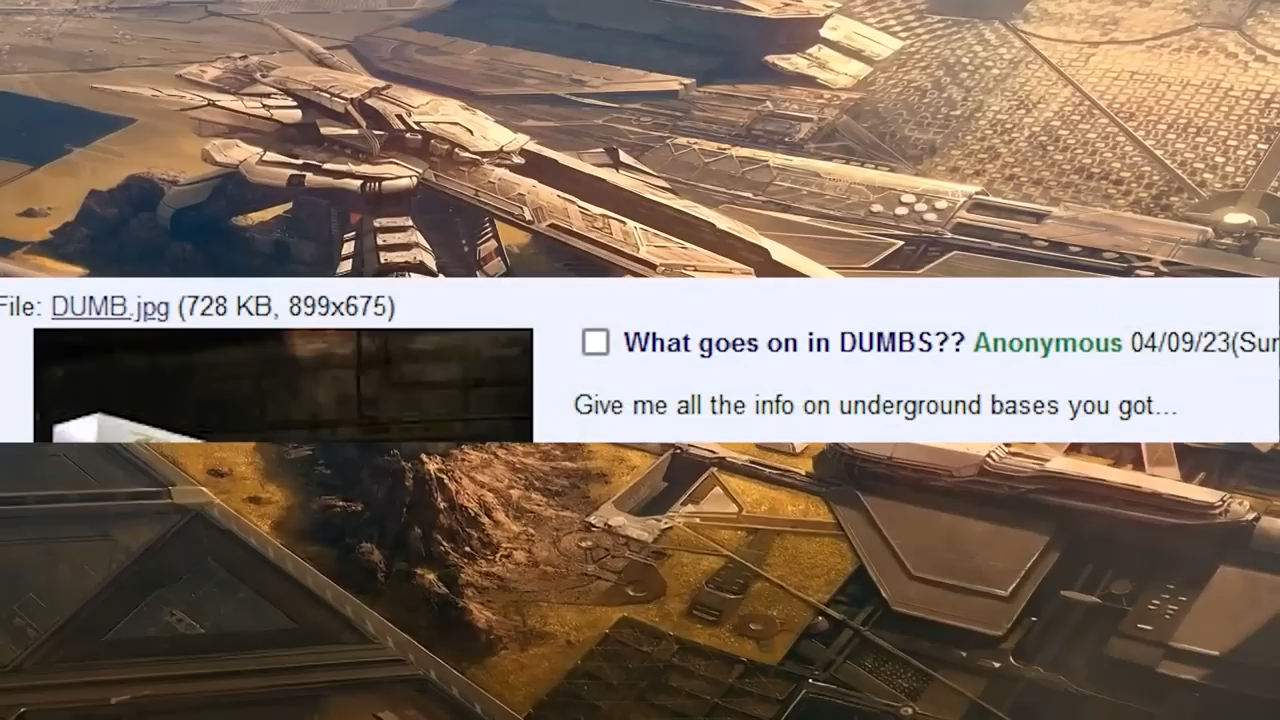 File: DUMB.jpg (728 KB, 899x675)
What goes on in DUMBS?? Anonymous 04/09/23(Sun
Give me all the info on underground bases you got...